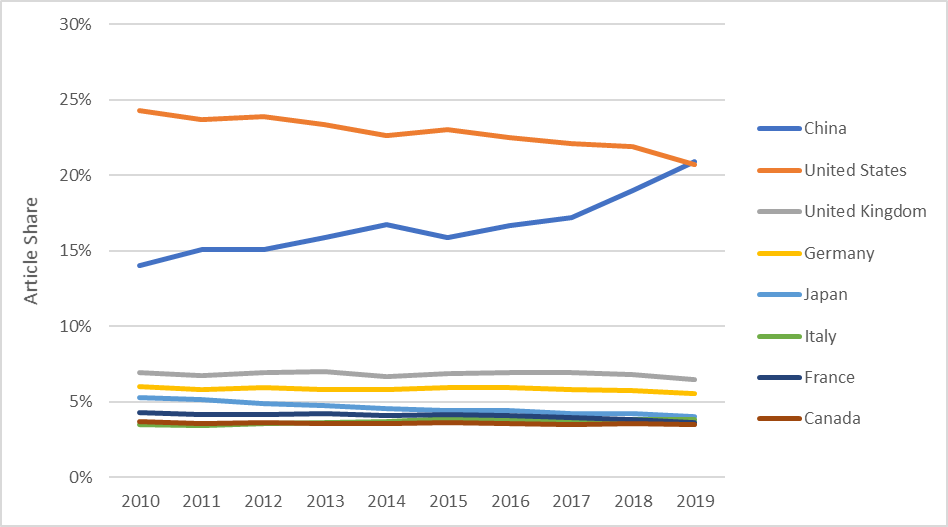 30%
25%
20%
15%
10%
5%
0%
Article Share
2010 2011 2012 2013 2014 2015 2016 2017 2018 2019
China
United States
United Kingdom
Germany
Japan
Italy
France
Canada